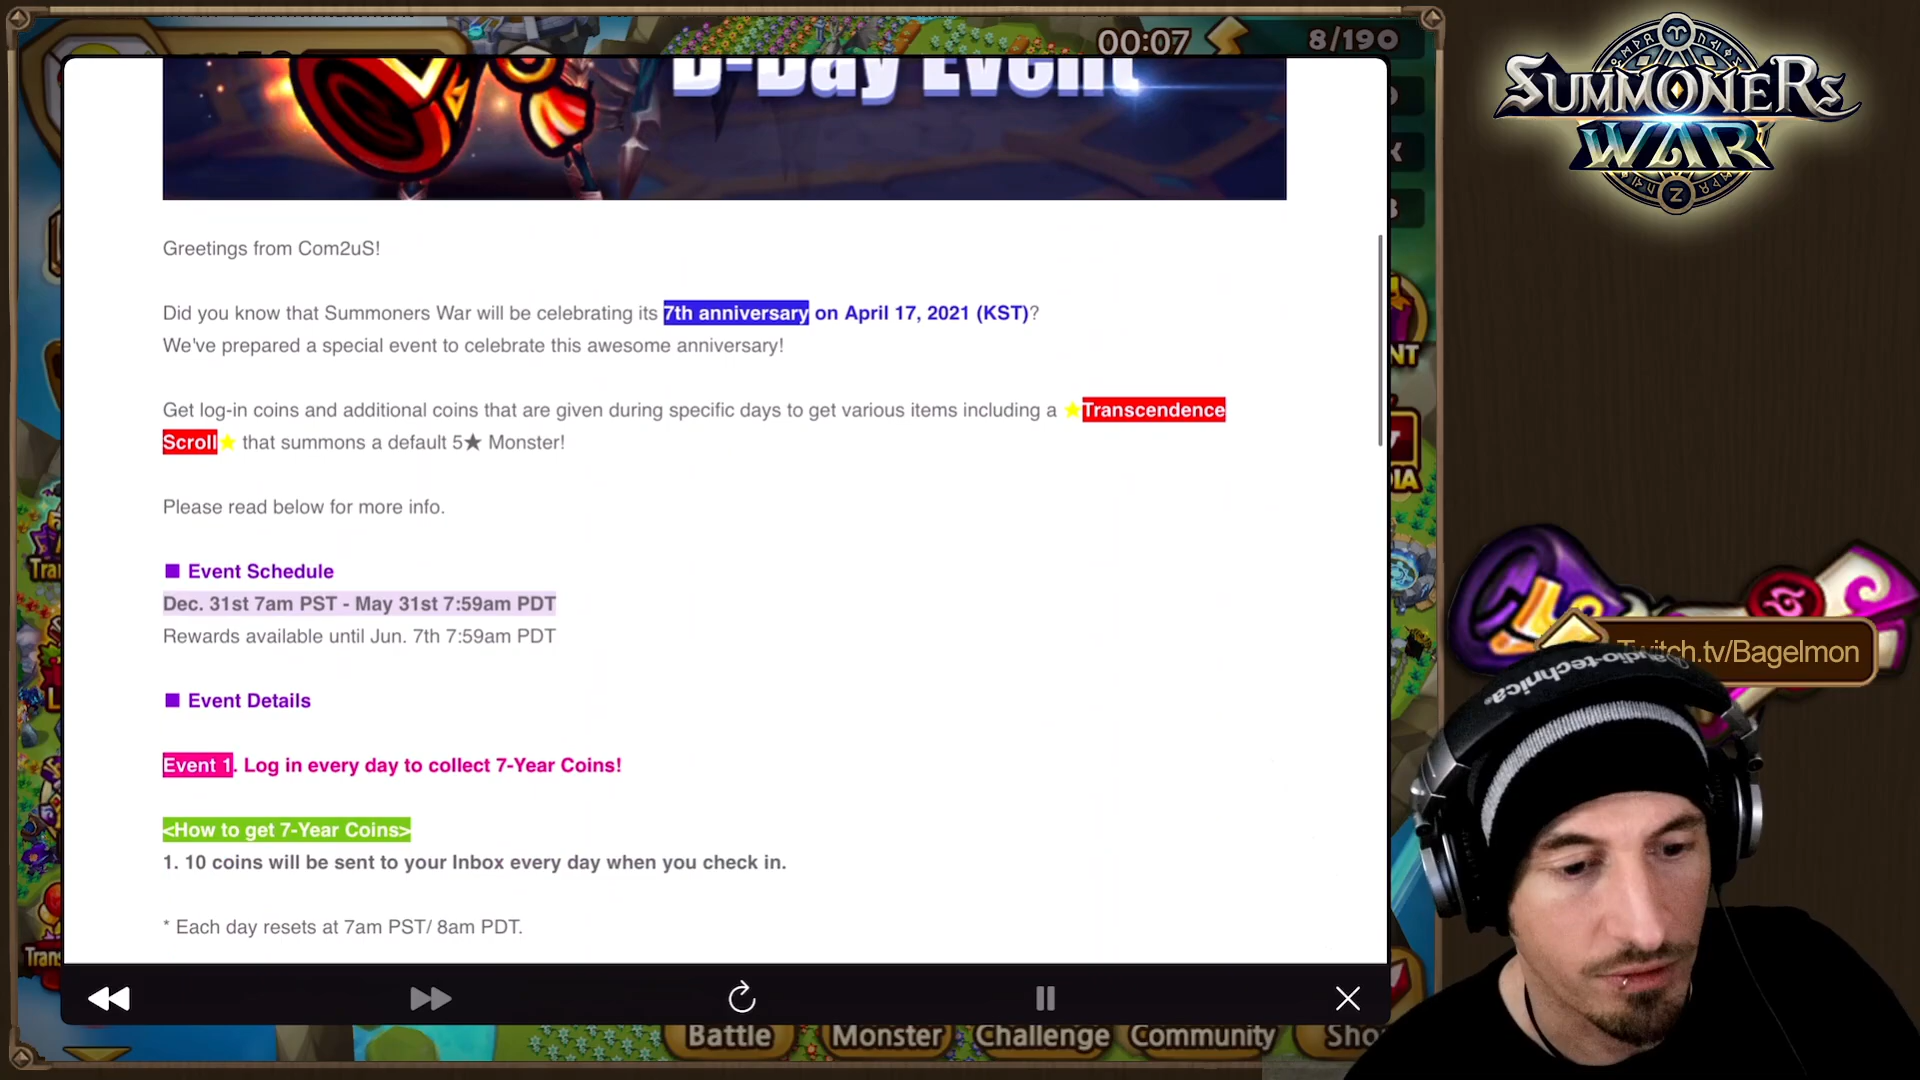 00:07
8/190
SUMMONERS
WAR
D-Day Event
Greetings from Com2uS!
Did you know that Summoners War will be celebrating its 7th anniversary on April 17, 2021 (KST)?
We've prepared a special event to celebrate this awesome anniversary!
Get log-in coins and additional coins that are given during specific days to get various items including a ⭐Transcendence
Scroll⭐ that summons a default 5★ Monster!
Please read below for more info.
■ Event Schedule
Dec. 31st 7am PST - May 31st 7:59am PDT
Rewards available until Jun. 7th 7:59am PDT
■ Event Details
Event 1. Log in every day to collect 7-Year Coins!
<How to get 7-Year Coins>
1. 10 coins will be sent to your Inbox every day when you check in.
* Each day resets at 7am PST/ 8am PDT.
Twitch.tv/Bagelmon
audio-technica
Battle
Monster
Challenge
Community
Sho